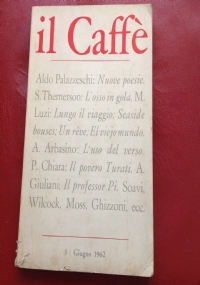 il Caffè
Aldo Palazzeschi: Nuove poesie.
S. Themerson: L'osso in gola. M.
Luzi: Lungo il viaggio; Seaside
houses; Un rêve; El viejo mundo.
A. Arbasino: L'uso del verso.
P. Chiara: Il povero Turati. A.
Giuliani: Il professor Pi. Soavi,
Wilcock, Moss, Ghizzoni, ecc.
3 Giugno 1962